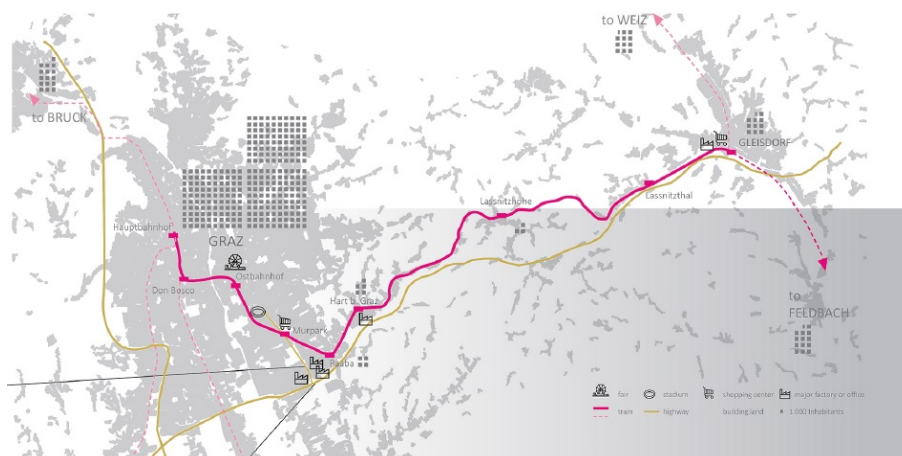 to WEIZ
to BRUCK
GLEISDORF
Lassnitzthal
Lassnitzhöhe
Hauptbahnhof
GRAZ
Ostbahnhof
Don Bosco
Hart b. Graz
to
FELDBACH
Murpark
Raaba
fair
stadium
shopping center
major factory or office
train
highway
building land
1 000 Inhabitants